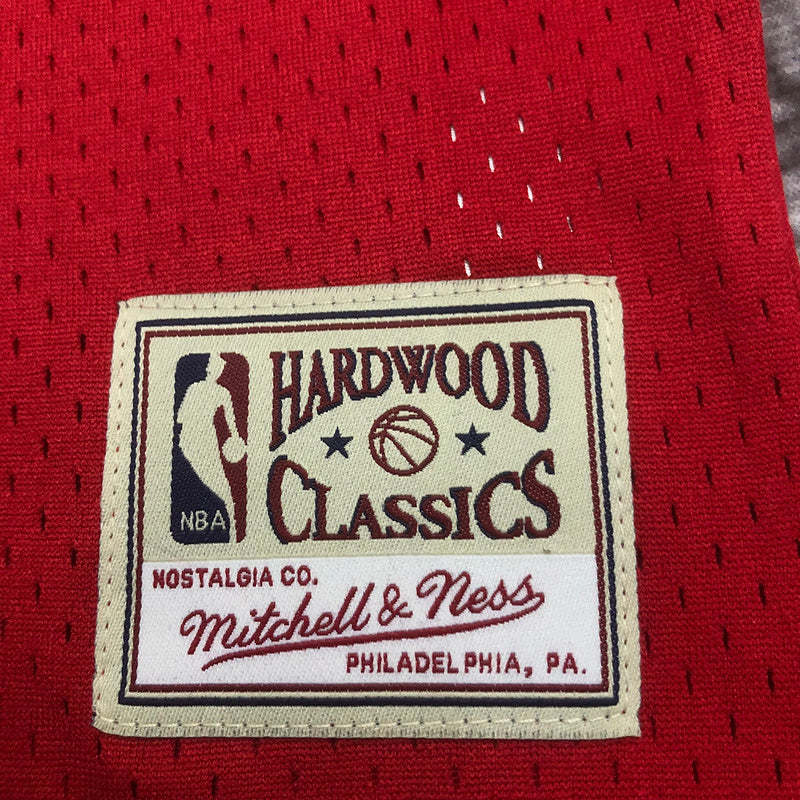 HARDWOOD
CLASSICS
NBA
NOSTALGIA CO.
Mitchell & Ness
PHILADELPHIA, PA.